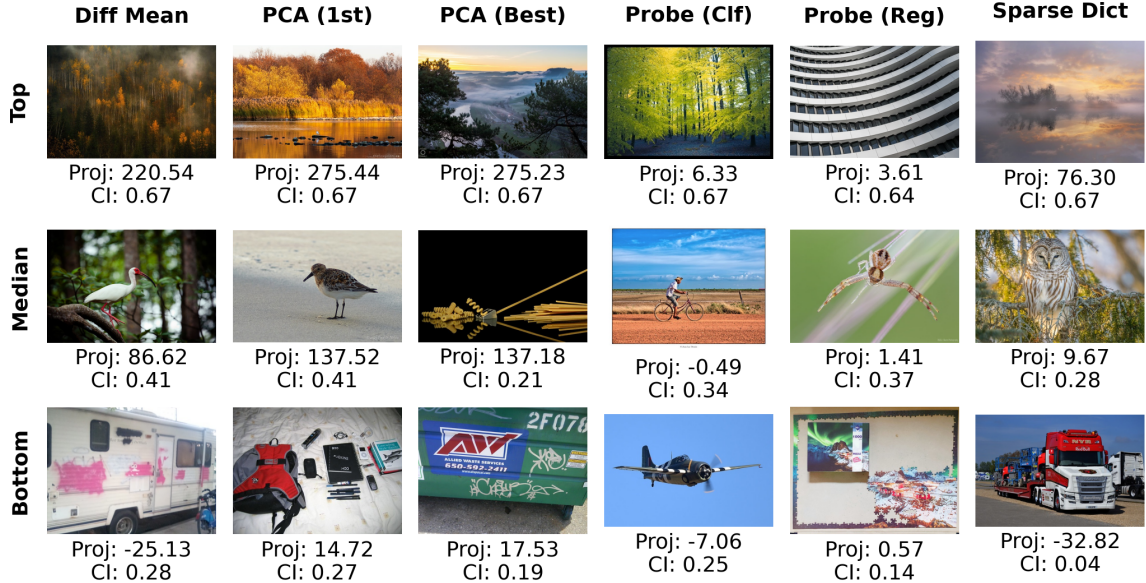 Diff Mean PCA (1st) PCA (Best) Probe (Clf) Probe (Reg) Sparse Dict
Top
Proj: 220.54 Proj: 275.44 Proj: 275.23 Proj: 6.33 Proj: 3.61 Proj: 76.30
CI: 0.67 CI: 0.67 CI: 0.67 CI: 0.67 CI: 0.64 CI: 0.67
Median
Proj: 86.62 Proj: 137.52 Proj: 137.18 Proj: -0.49 Proj: 1.41 Proj: 9.67
CI: 0.41 CI: 0.41 CI: 0.21 CI: 0.34 CI: 0.37 CI: 0.28
Bottom
2F078
AW
ALLIED WASTE SERVICES
650-592-2411
Proj: -25.13 Proj: 14.72 Proj: 17.53 Proj: -7.06 Proj: 0.57 Proj: -32.82
CI: 0.28 CI: 0.27 CI: 0.19 CI: 0.25 CI: 0.14 CI: 0.04